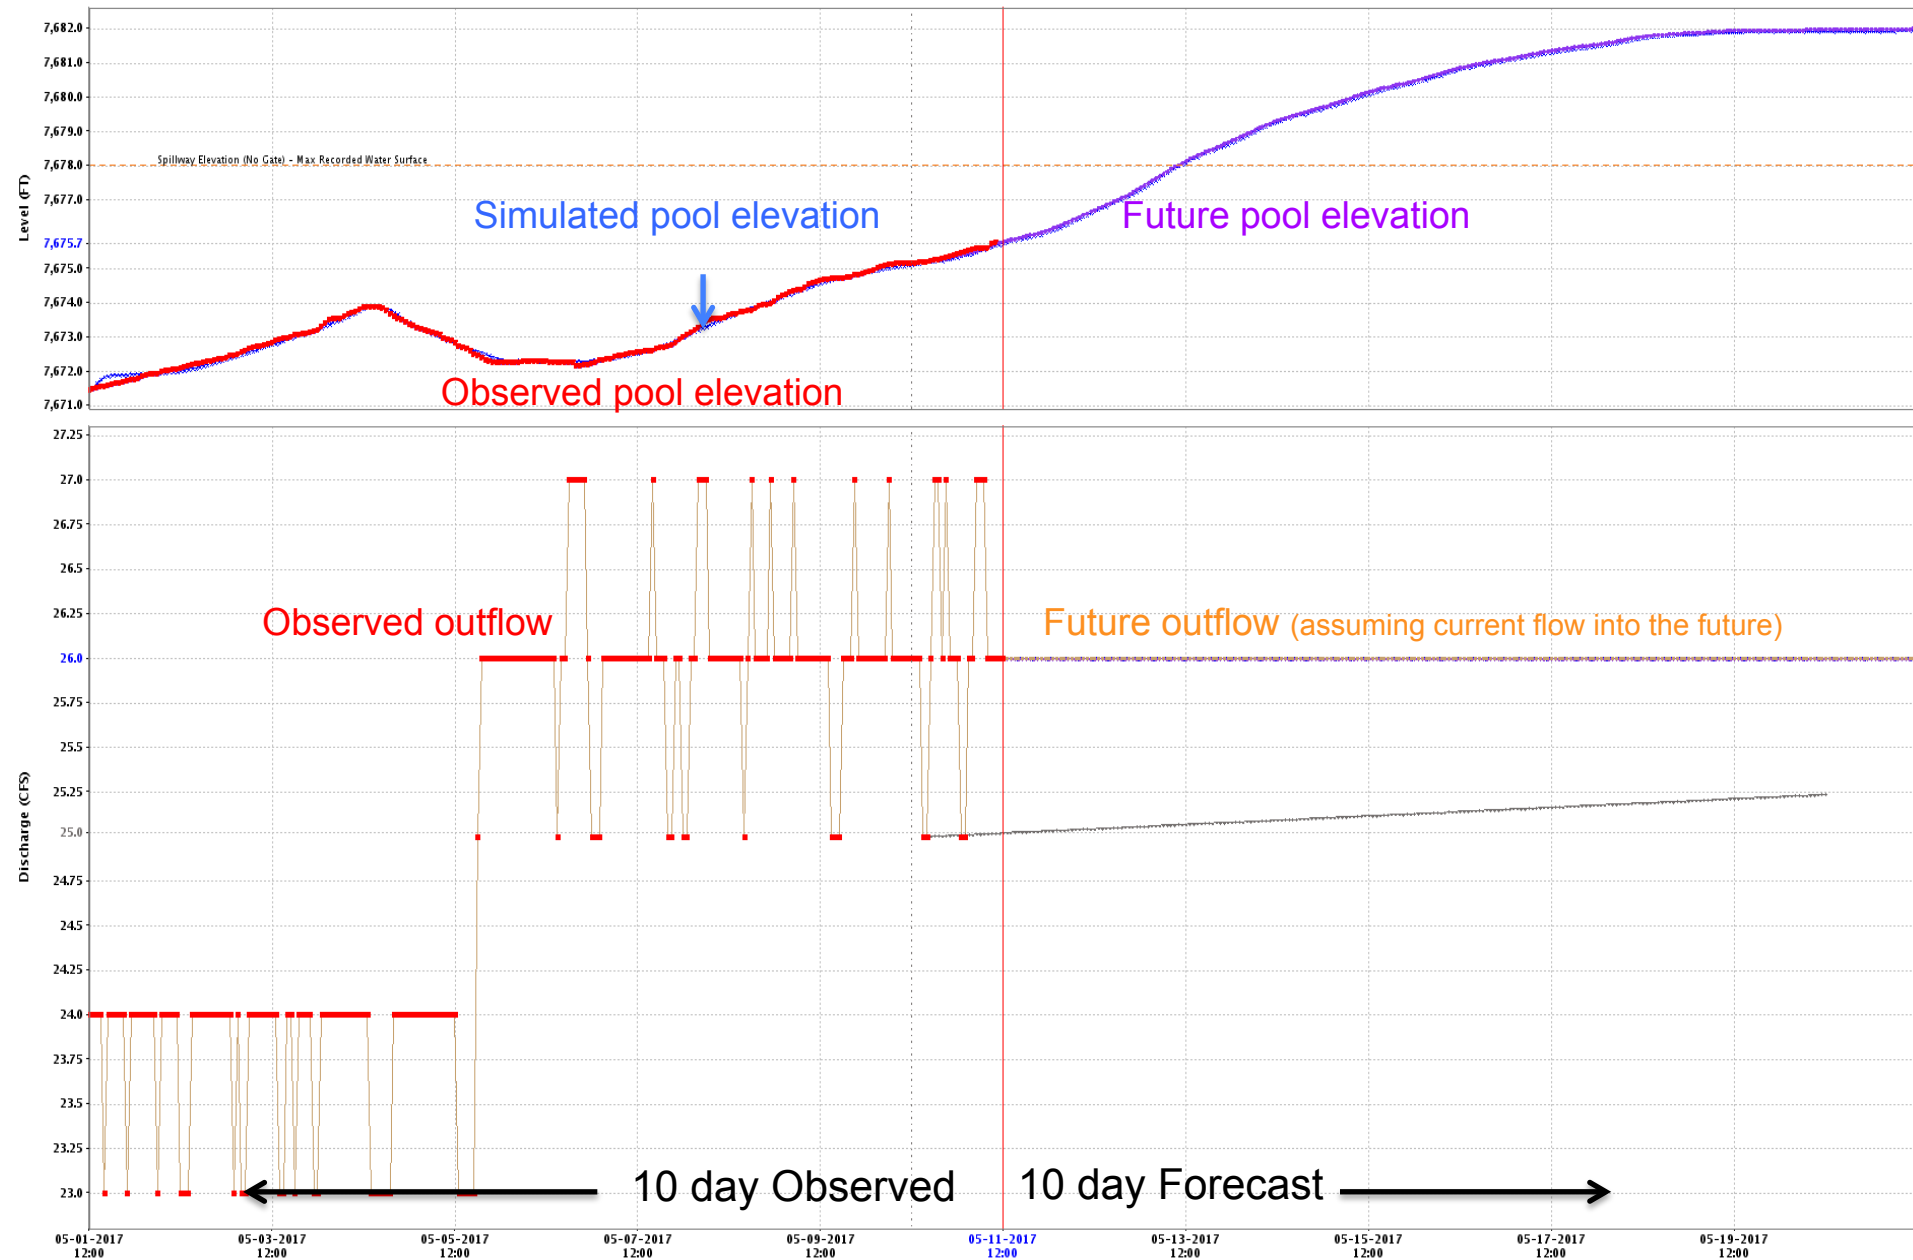 7,682.0
7,681.0
7,680.0
7,679.0
Spillway Elevation (No Gate) - Max Recorded Water Surface
7,678.0
7,677.0
Level (FT)
Simulated pool elevation
Future pool elevation
7,675.7
7,675.0
7,674.0
7,673.0
7,672.0
Observed pool elevation
7,671.0
27.25
27.0
26.75
26.5
26.25
Observed outflow
Future outflow (assuming current flow into the future)
26.0
25.75
25.5
25.25
Discharge (CFS)
25.0
24.75
24.5
24.25
24.0
23.75
23.5
23.25
10 day Observed
10 day Forecast
23.0
05-01-2017 05-03-2017 05-05-2017 05-07-2017 05-09-2017 05-11-2017 05-13-2017 05-15-2017 05-17-2017 05-19-2017
12:00 12:00 12:00 12:00 12:00 12:00 12:00 12:00 12:00 12:00